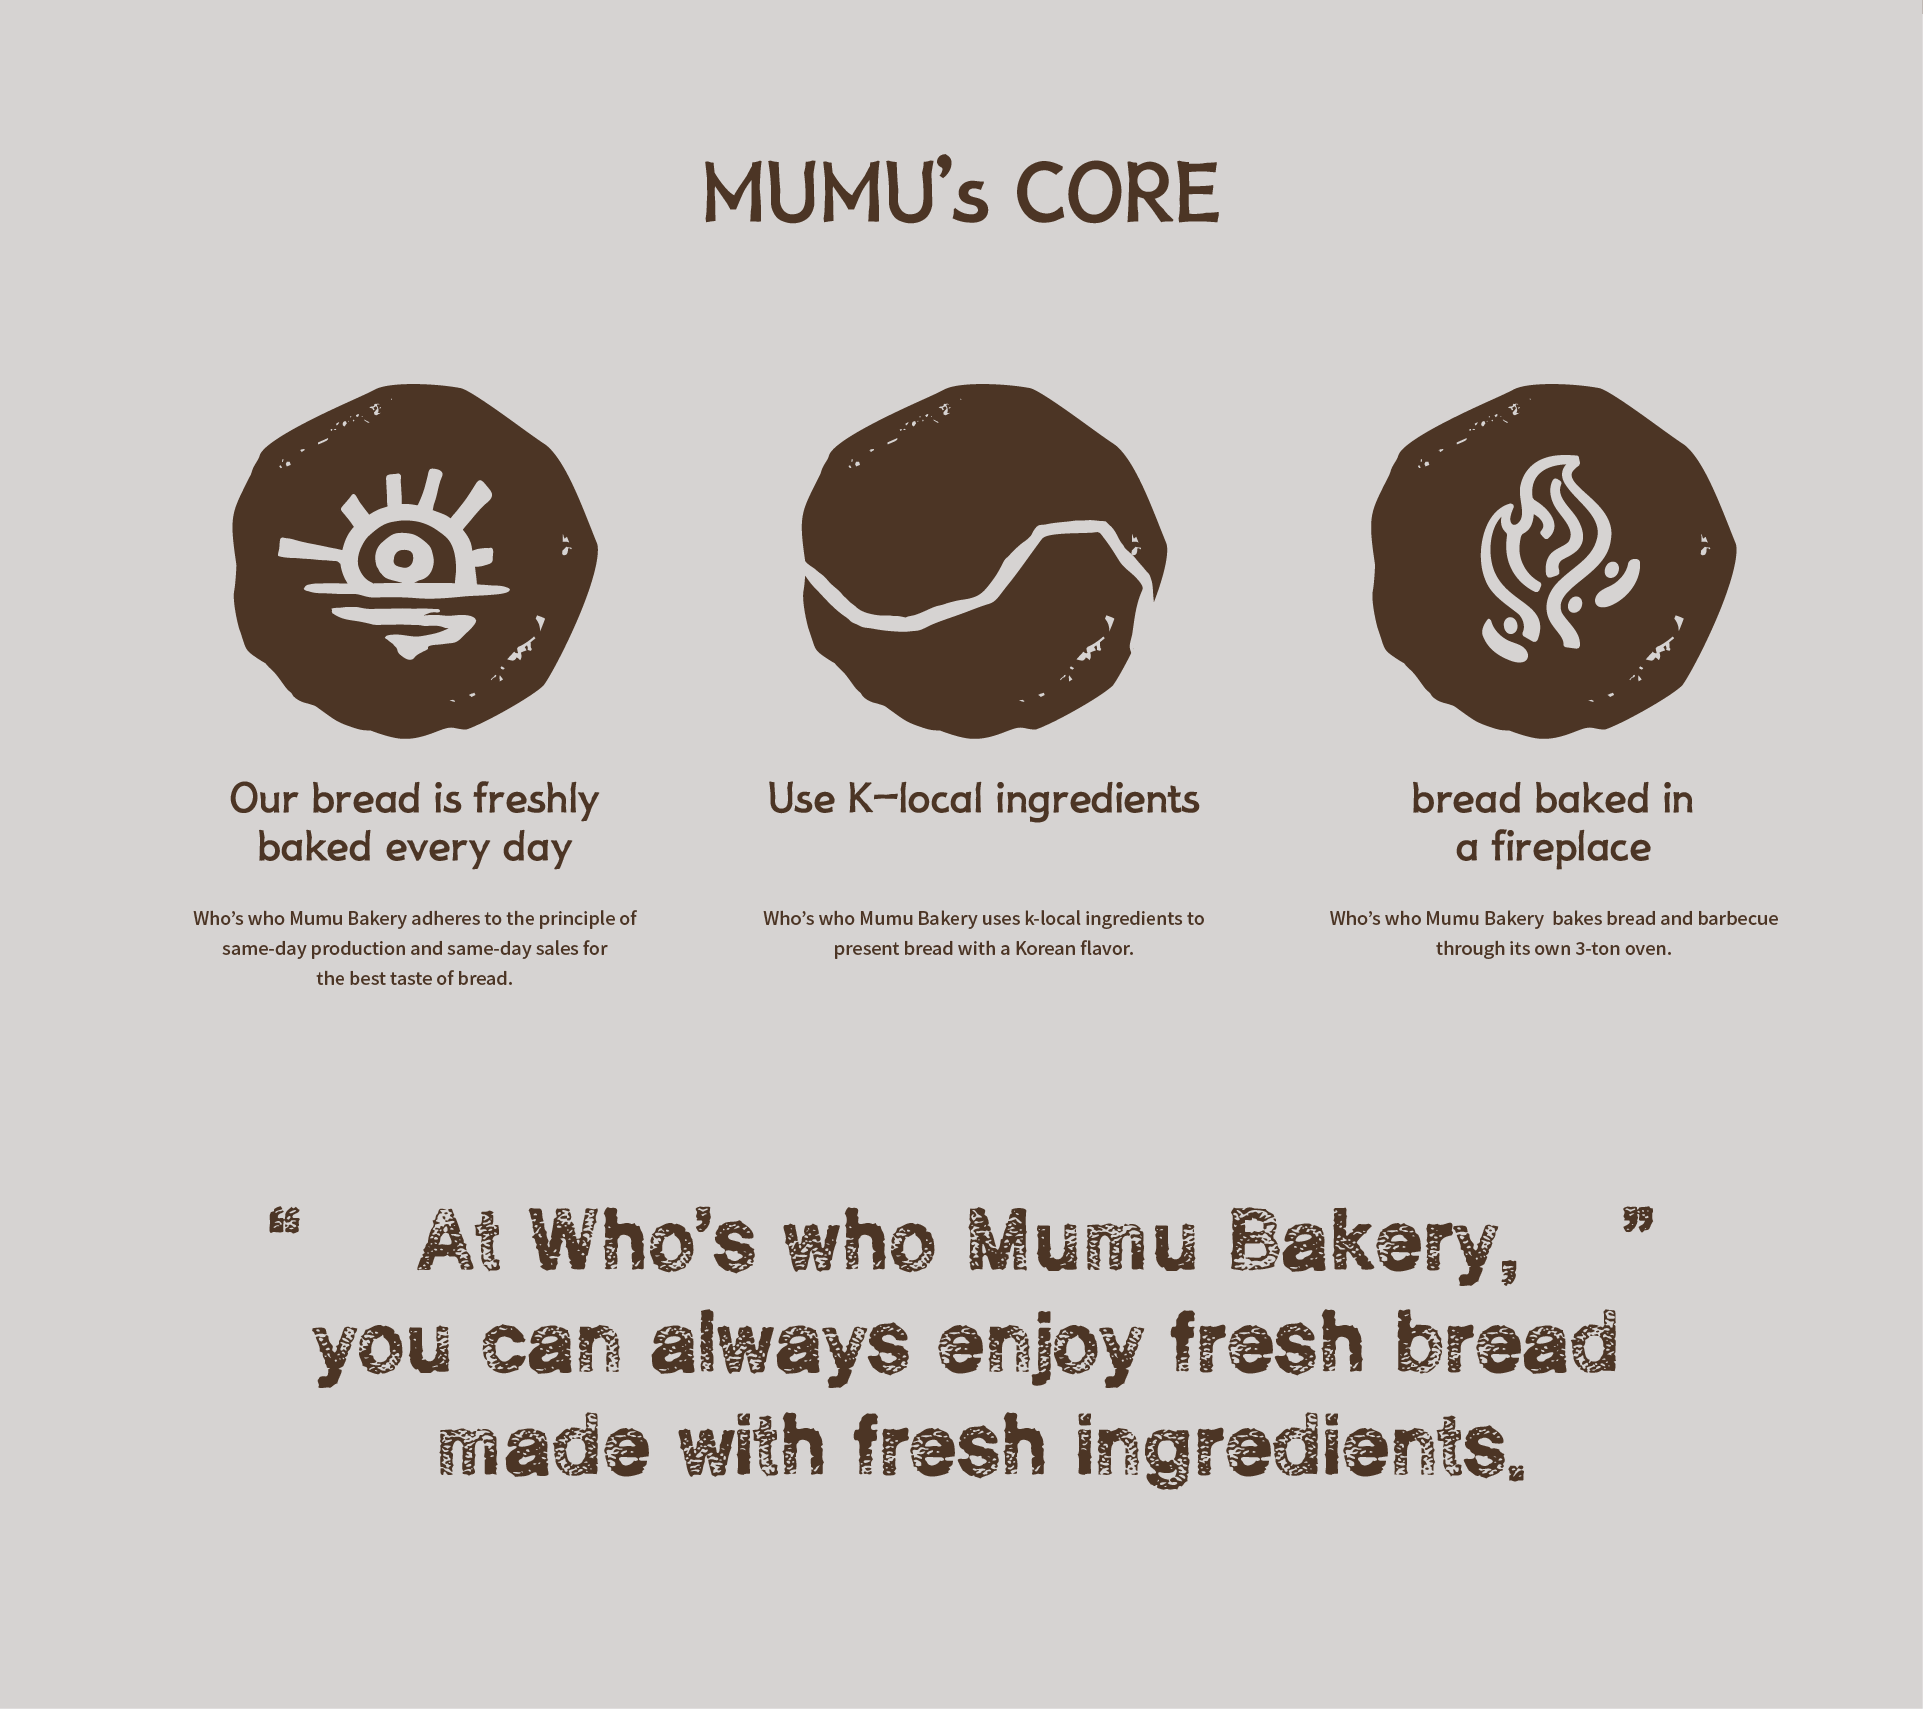 MUMU's CORE
Our bread is freshly
baked every day
Who's who Mumu Bakery adheres to the principle of
same-day production and same-day sales for
the best taste of bread.
Use K–local ingredients
Who's who Mumu Bakery uses k-local ingredients to
present bread with a Korean flavor.
bread baked in
a fireplace
Who's who Mumu Bakery  bakes bread and barbecue
through its own 3-ton oven.
“ At Who's who Mumu Bakery, ”
you can always enjoy fresh bread
made with fresh ingredients.